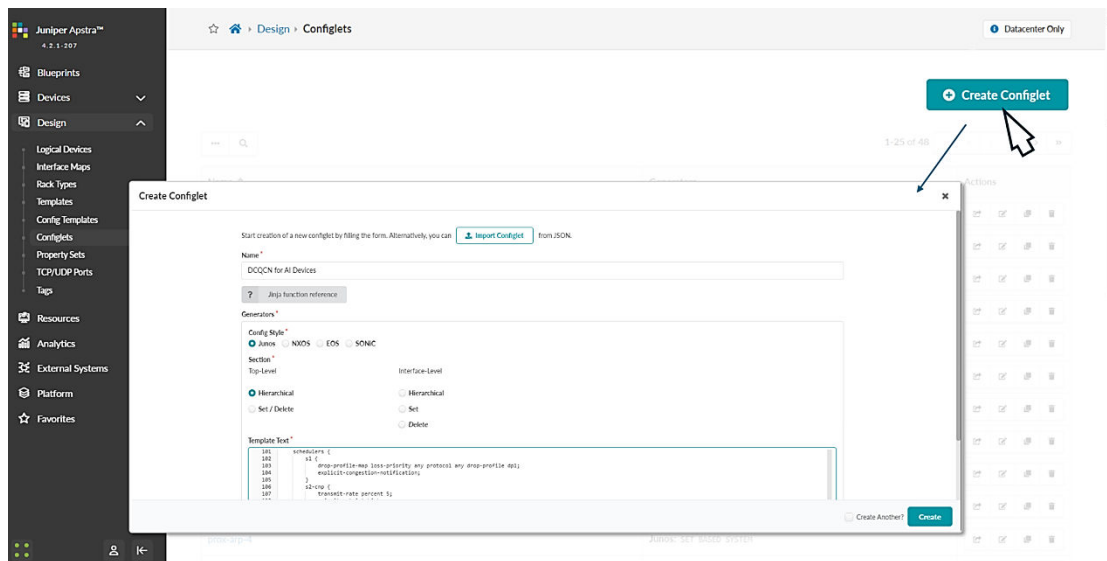 Juniper Apstra™
4.2.1-207
Blueprints
Devices
Design
Logical Devices
Interface Maps
Rack Types
Templates
Config Templates
Configlets
Property Sets
TCP/UDP Ports
Tags
Resources
Analytics
External Systems
Platform
Favorites
Design › Configlets
Datacenter Only
Create Configlet
1-25 of 48
Actions
Create Configlet
Start creation of a new configlet by filling the form. Alternatively, you can Import Configlet from JSON.
Name *
DCQCN for AI Devices
? Jinja function reference
Generators *
Config Style *
Junos NXOS EOS SONiC
Section *
Top-Level Interface-Level
Hierarchical Hierarchical
Set / Delete Set
Delete
Template Text *
101 schedulers {
102 s1 {
103 drop-profile-map loss-priority any protocol any drop-profile dp1;
104 explicit-congestion-notification;
105 }
106 s2-cnp {
107 transmit-rate percent 5;
Create Another? Create
Junos: SET BASED SYSTEM